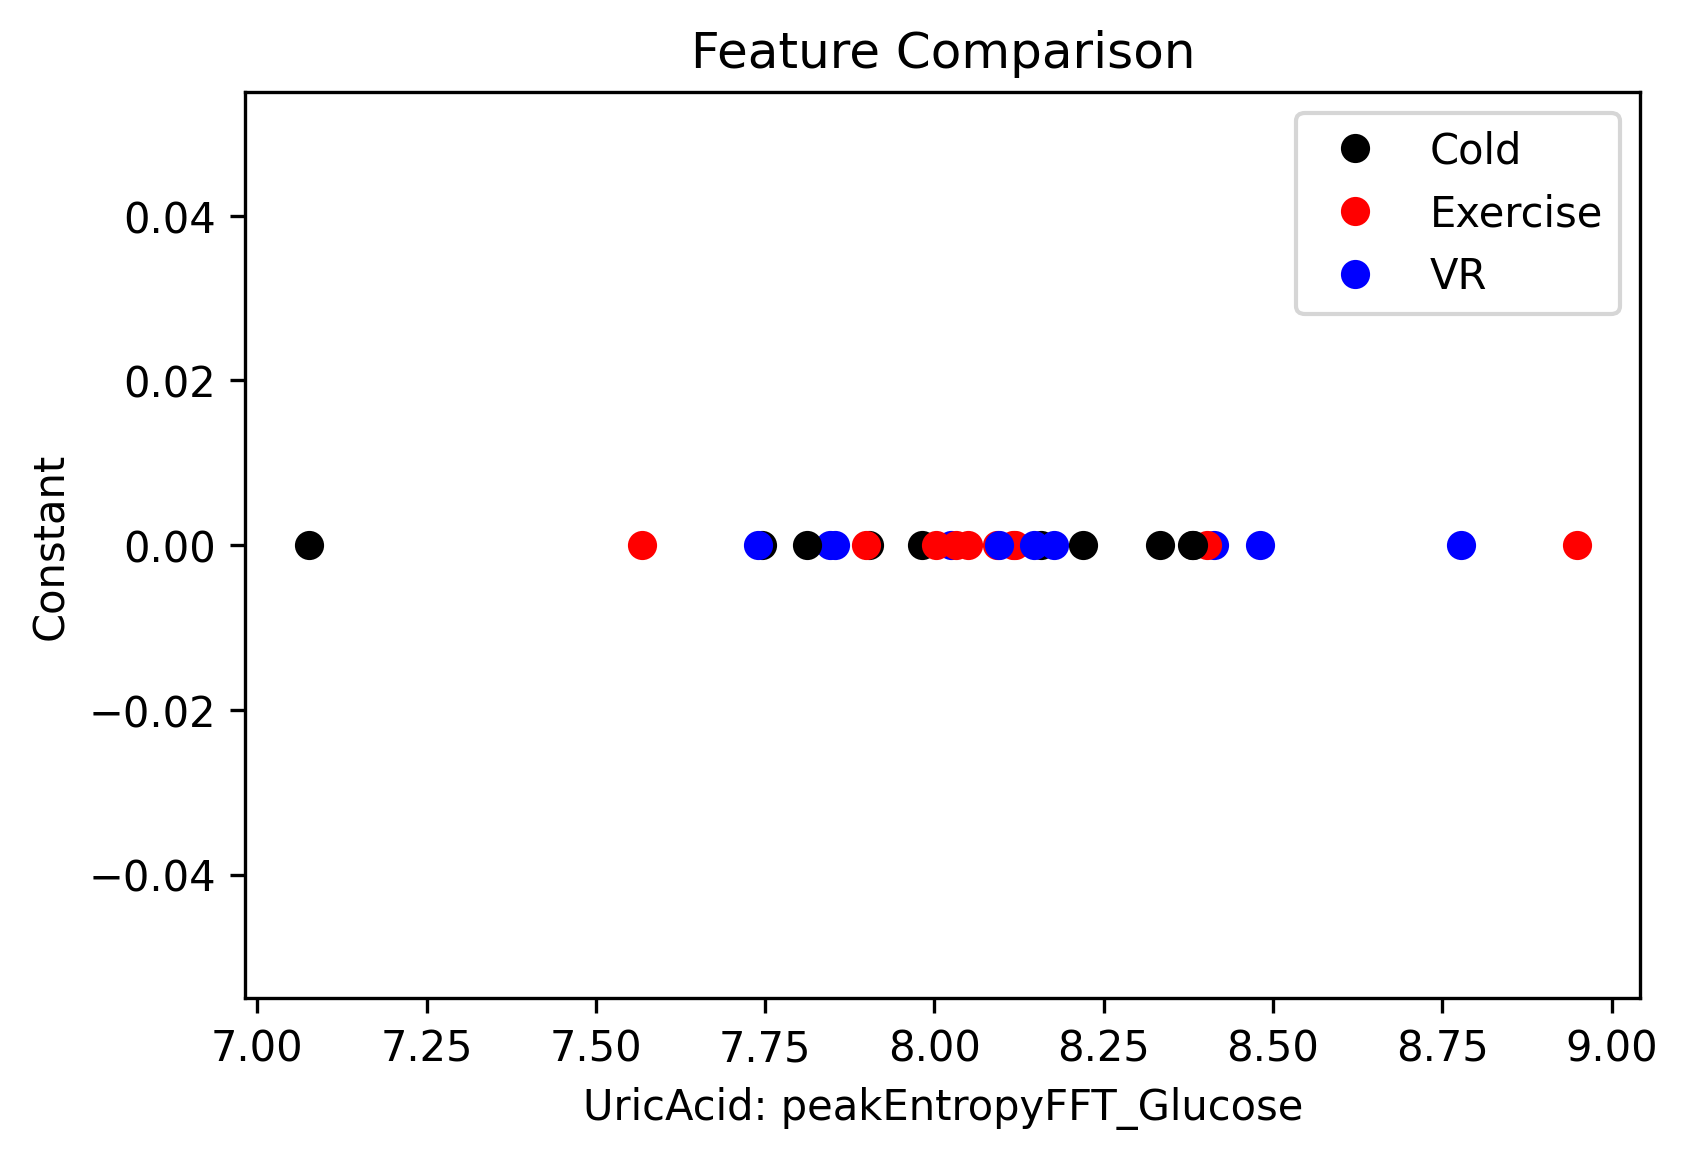 Feature Comparison
Cold
Exercise
VR
0.04
0.02
0.00
−0.02
−0.04
Constant
7.00 7.25 7.50 7.75 8.00 8.25 8.50 8.75 9.00
UricAcid: peakEntropyFFT_Glucose